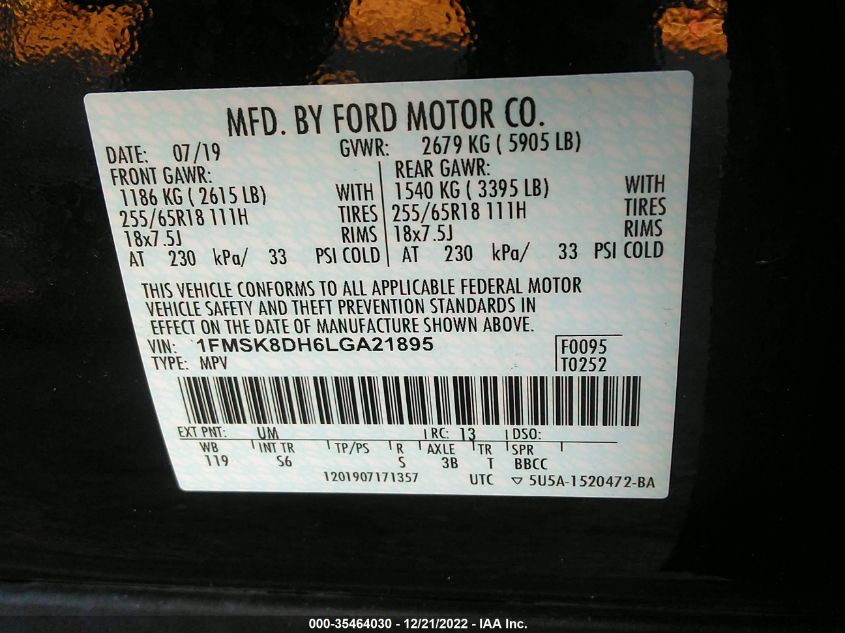 MFD. BY FORD MOTOR CO.
DATE: 07/19 GVWR: 2679 KG ( 5905 LB)
FRONT GAWR: REAR GAWR:
1186 KG ( 2615 LB) WITH 1540 KG ( 3395 LB) WITH
255/65R18 111H TIRES 255/65R18 111H TIRES
18x7.5J RIMS 18x7.5J RIMS
AT 230 kPa/ 33 PSI COLD AT 230 kPa/ 33 PSI COLD
THIS VEHICLE CONFORMS TO ALL APPLICABLE FEDERAL MOTOR
VEHICLE SAFETY AND THEFT PREVENTION STANDARDS IN
EFFECT ON THE DATE OF MANUFACTURE SHOWN ABOVE.
VIN: 1FMSK8DH6LGA21895 F0095
TYPE: MPV T0252
EXT PNT: UM RC: 13 DSO:
WB INT TR TP/PS R AXLE TR SPR
119 S6 S 3B T BBCC
1201907171357 UTC ▽ 5U5A-1520472-BA
000-35464030 - 12/21/2022 - IAA Inc.